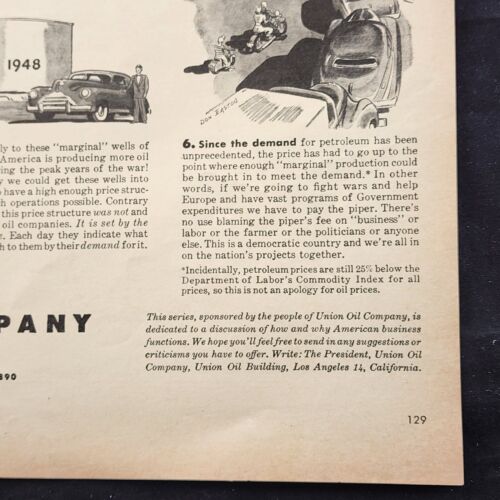 1948
ly to these "marginal" wells of
America is producing more oil
ing the peak years of the war!
y we could get these wells into
o have a high enough price struc-
h operations possible. Contrary
this price structure was not and
oil companies. It is set by the
. Each day they indicate what
h to them by their demand for it.
DON BESTOR
6. Since the demand for petroleum has been
unprecedented, the price has had to go up to the
point where enough "marginal" production could
be brought in to meet the demand.* In other
words, if we're going to fight wars and help
Europe and have vast programs of Government
expenditures we have to pay the piper. There's
no use blaming the piper's fee on "business" or
labor or the farmer or the politicians or anyone
else. This is a democratic country and we're all in
on the nation's projects together.
*Incidentally, petroleum prices are still 25% below the
Department of Labor's Commodity Index for all
prices, so this is not an apology for oil prices.
MPANY
890
This series, sponsored by the people of Union Oil Company, is
dedicated to a discussion of how and why American business
functions. We hope you'll feel free to send in any suggestions or
criticisms you have to offer. Write: The President, Union Oil
Company, Union Oil Building, Los Angeles 14, California.
129